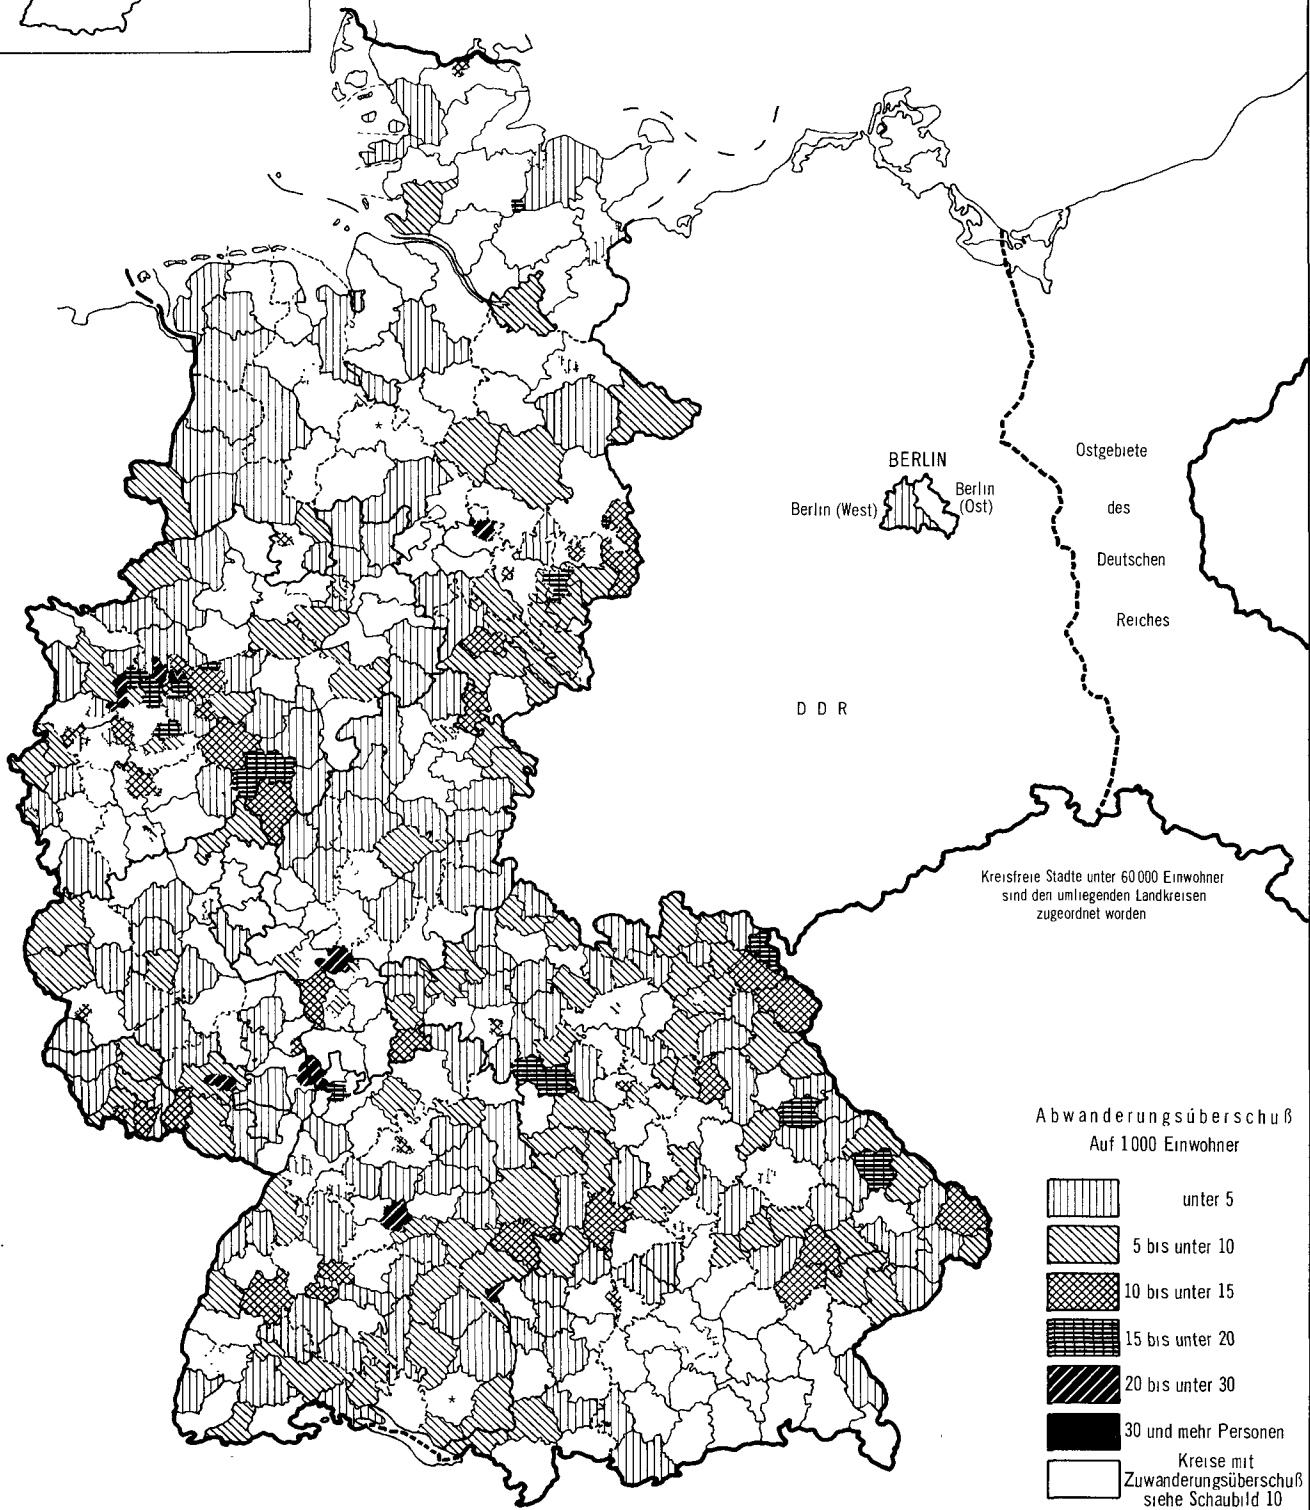 BERLIN
Berlin (West)
Berlin
(Ost)
Ostgebiete
des
Deutschen
Reiches
D D R
Kreisfreie Stadte unter 60 000 Einwohner
sind den umliegenden Landkreisen
zugeordnet worden
Abwanderungsüberschuß
Auf 1000 Einwohner
unter 5
5 bis unter 10
10 bis unter 15
15 bis unter 20
20 bis unter 30
30 und mehr Personen
Kreise mit
Zuwanderungsüberschuß
siehe Schaubild 10
*
*